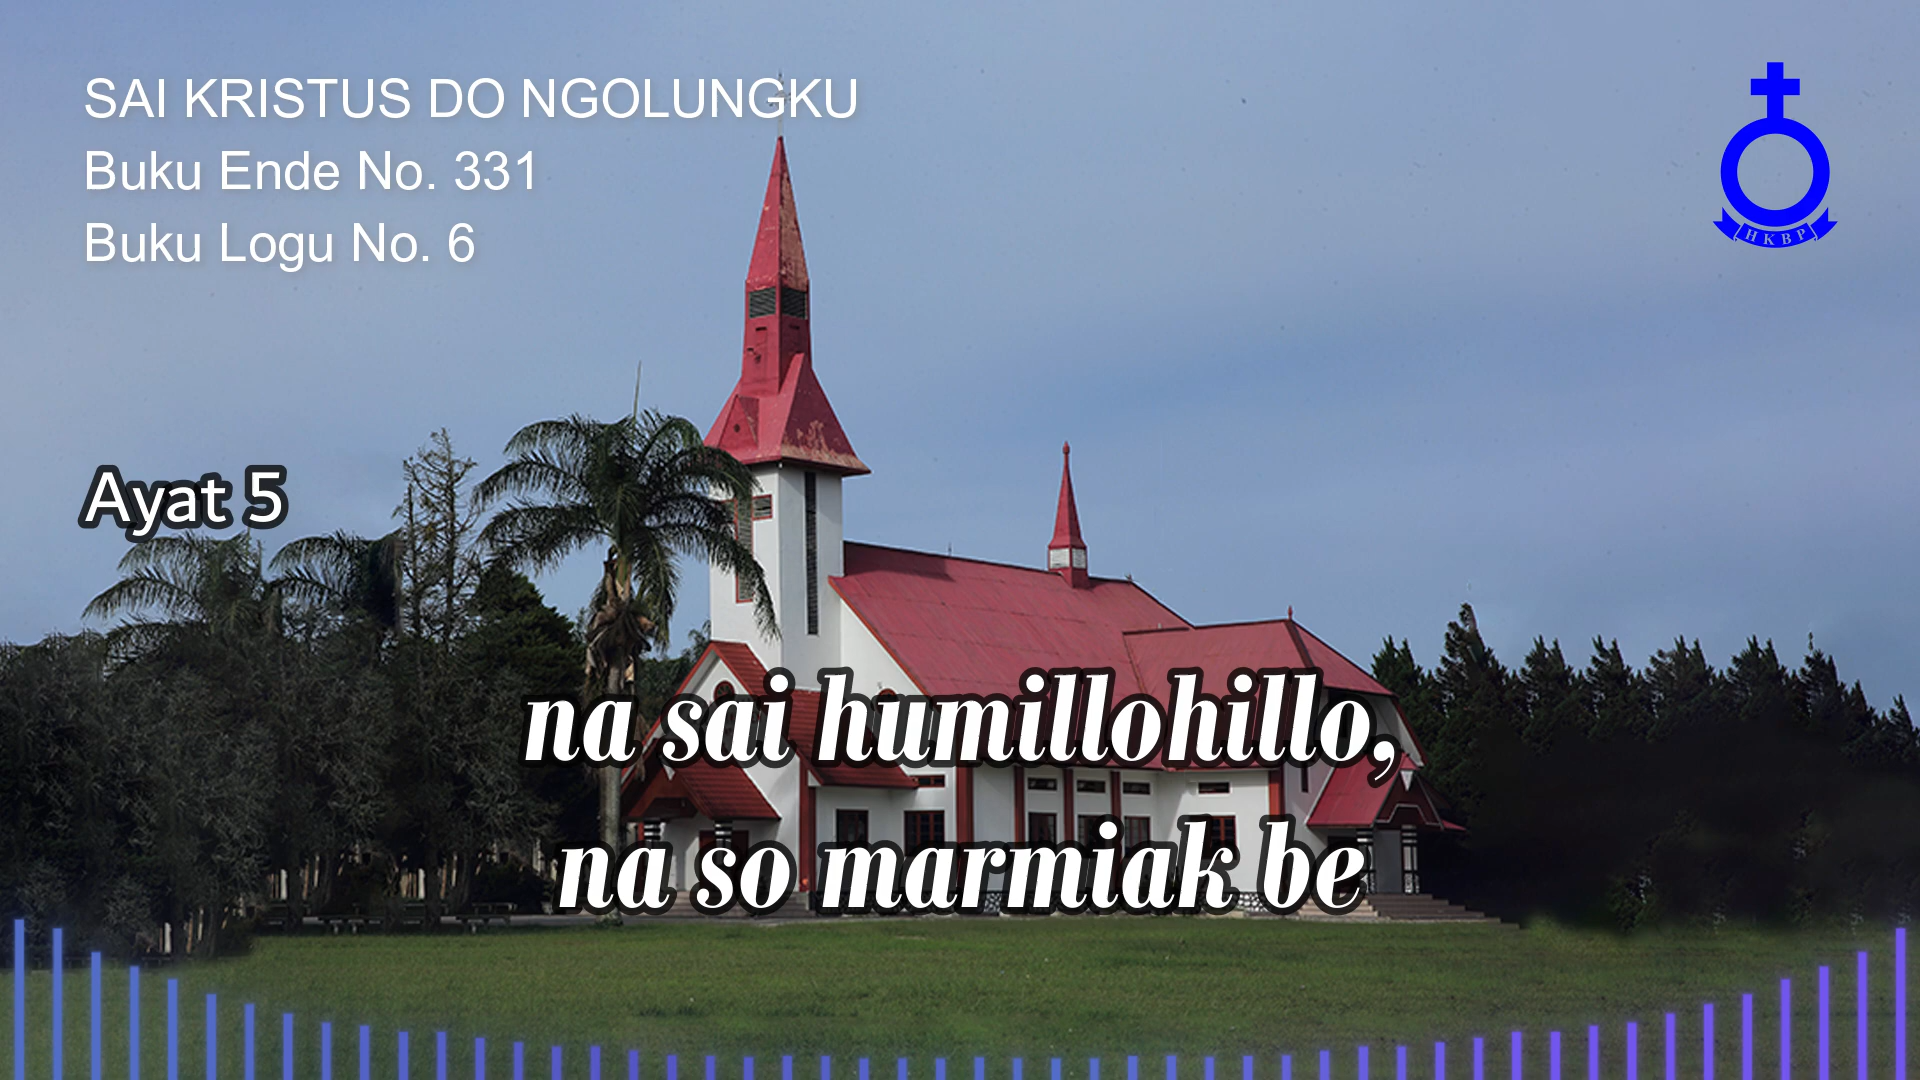 SAI KRISTUS DO NGOLUNGKU
Buku Ende No. 331
Buku Logu No. 6
HKBP
Ayat 5
na sai humillohillo,
na so marmiak be